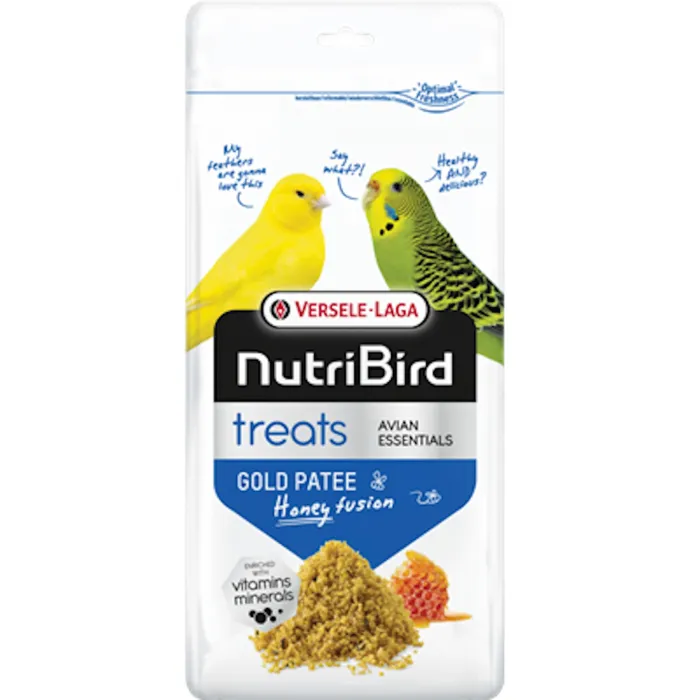 Optimal
freshness
My
feathers
are gonna
love this
Say
what?!
Healthy
AND
delicious?
VERSELE-LAGA
NutriBird
treats
AVIAN
ESSENTIALS
GOLD PATEE
Honey fusion
ENRICHED
WITH
vitamins
minerals